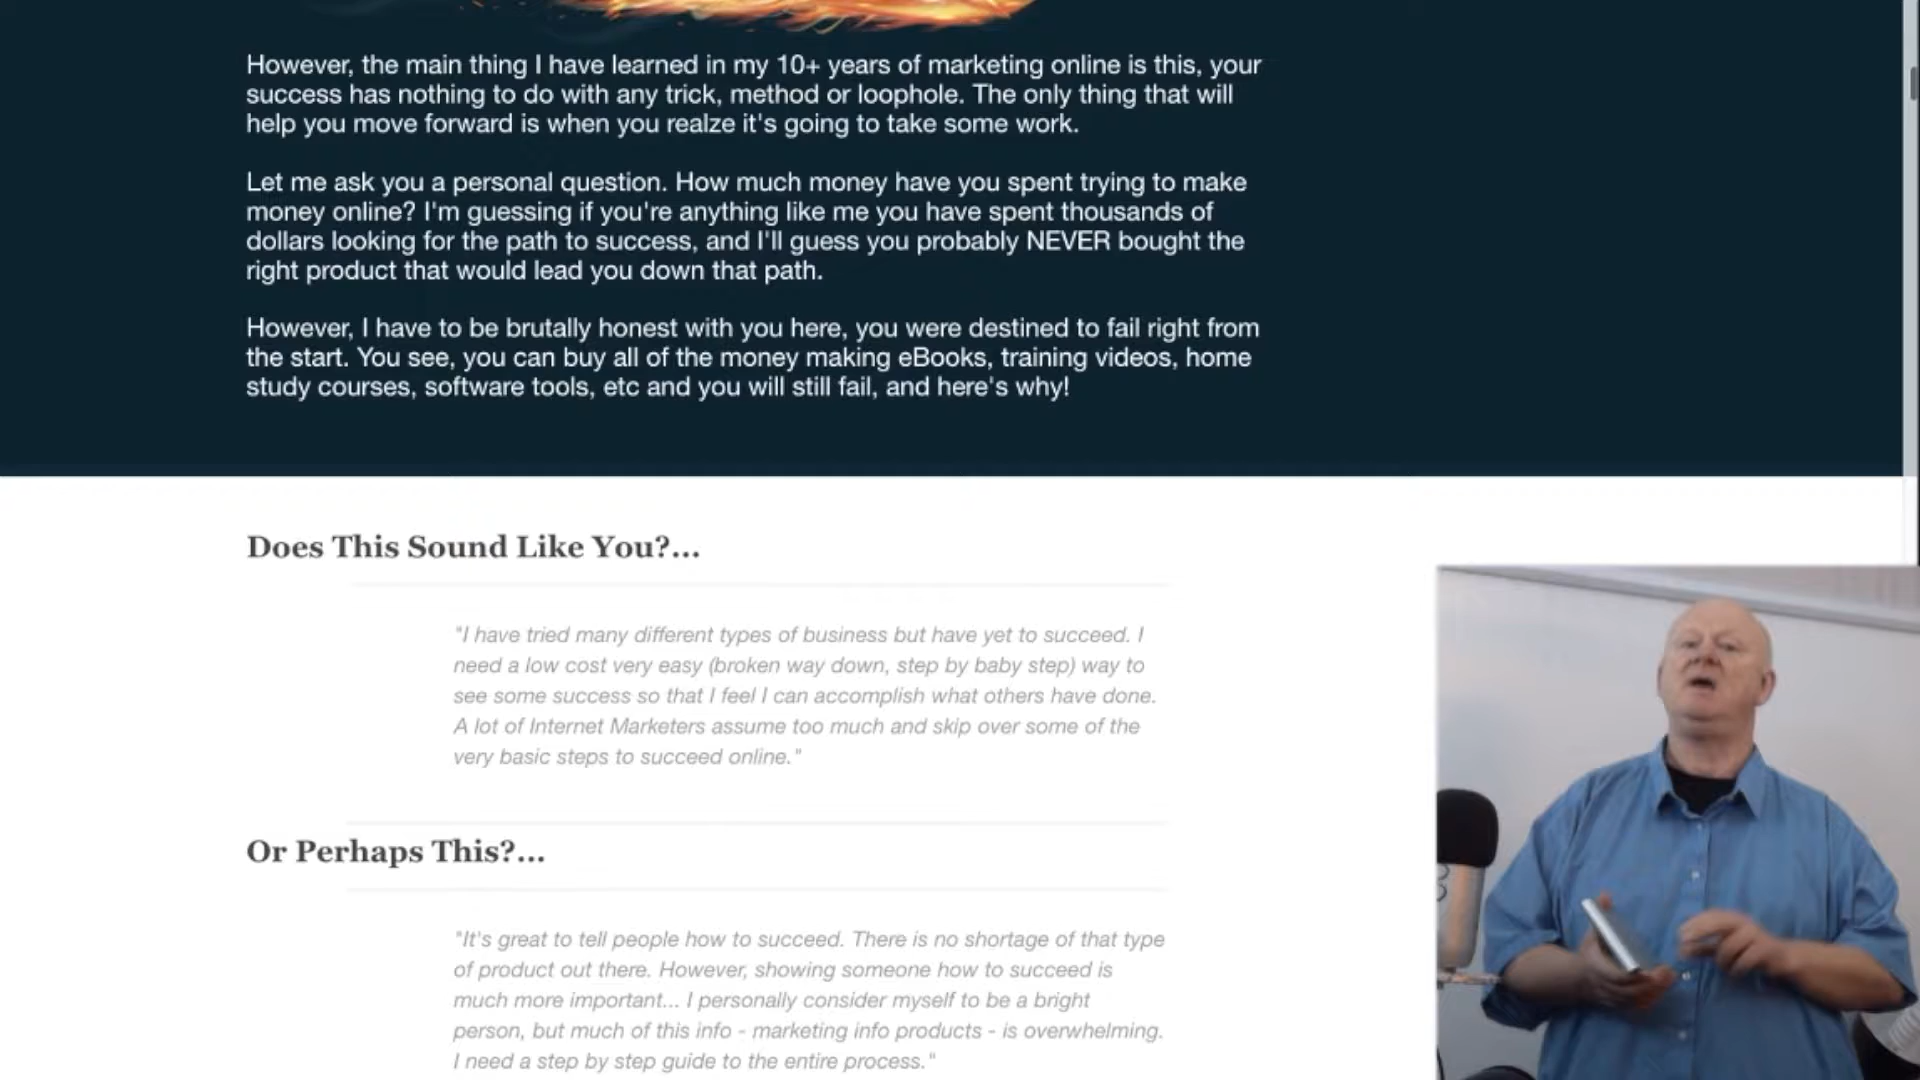 However, the main thing I have learned in my 10+ years of marketing online is this, your
success has nothing to do with any trick, method or loophole. The only thing that will
help you move forward is when you realze it's going to take some work.
Let me ask you a personal question. How much money have you spent trying to make
money online? I'm guessing if you're anything like me you have spent thousands of
dollars looking for the path to success, and I'll guess you probably NEVER bought the
right product that would lead you down that path.
However, I have to be brutally honest with you here, you were destined to fail right from
the start. You see, you can buy all of the money making eBooks, training videos, home
study courses, software tools, etc and you will still fail, and here's why!
Does This Sound Like You?...
"I have tried many different types of business but have yet to succeed. I
need a low cost very easy (broken way down, step by baby step) way to
see some success so that I feel I can accomplish what others have done.
A lot of Internet Marketers assume too much and skip over some of the
very basic steps to succeed online."
Or Perhaps This?...
"It's great to tell people how to succeed. There is no shortage of that type
of product out there. However, showing someone how to succeed is
much more important... I personally consider myself to be a bright
person, but much of this info - marketing info products - is overwhelming.
I need a step by step guide to the entire process."